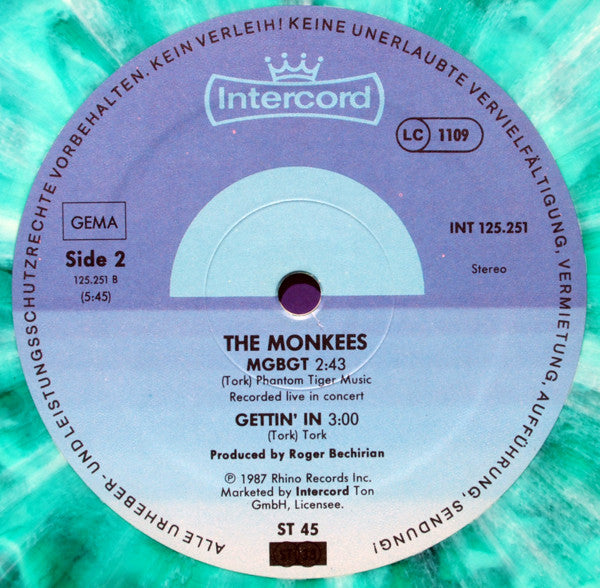 ALLE URHEBER- UND LEISTUNGSSCHUTZRECHTE VORBEHALTEN. KEIN VERLEIH! KEINE UNERLAUBTE VERVIELFÄLTIGUNG, VERMIETUNG, AUFFÜHRUNG, SENDUNG!
Intercord
LC 1109
GEMA
INT 125.251
Side 2
125.251 B
(5:45)
Stereo
THE MONKEES
MGBGT 2:43
(Tork) Phantom Tiger Music
Recorded live in concert
GETTIN' IN 3:00
(Tork) Tork
Produced by Roger Bechirian
℗ 1987 Rhino Records Inc.
Marketed by Intercord Ton
GmbH, Licensee.
ST 45